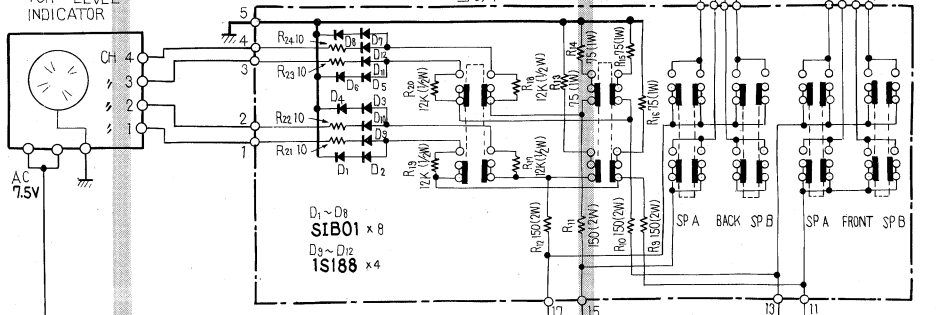 INDICATOR
CH 4
〃 3
〃 2
〃 1
AC
7.5V
5
4
3
2
1
R24 10
R23 10
R22 10
R21 10
D8
D7
D12
D11
D6
D5
D4
D3
D10
D9
D1
D2
R20
12K (½W)
R18
12K (½W)
R19
12K (½W)
R17
12K (½W)
R13
75 (1W)
R14
75 (1W)
R15 75 (1W)
R16 75 (1W)
R12 150(2W)
R11
150(2W)
R10 150(2W)
R9 150(2W)
D1~D8
SIB01 x 8
D9~D12
1S188 x 4
SP A BACK SP B
SP A FRONT SP B
17
15
13
11